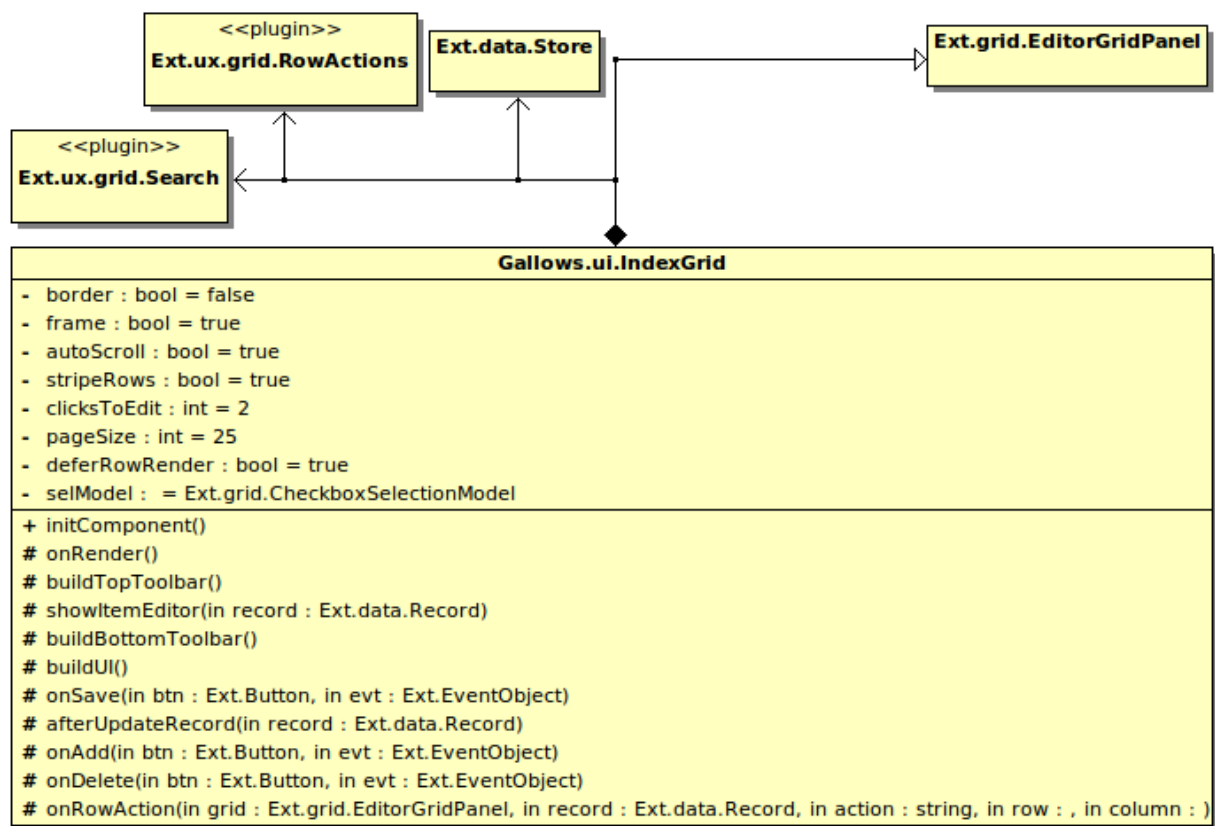 <<plugin>>
Ext.ux.grid.RowActions
Ext.data.Store
Ext.grid.EditorGridPanel
<<plugin>>
Ext.ux.grid.Search
Gallows.ui.IndexGrid
- border : bool = false
- frame : bool = true
- autoScroll : bool = true
- stripeRows : bool = true
- clicksToEdit : int = 2
- pageSize : int = 25
- deferRowRender : bool = true
- selModel :  = Ext.grid.CheckboxSelectionModel
+ initComponent()
# onRender()
# buildTopToolbar()
# showItemEditor(in record : Ext.data.Record)
# buildBottomToolbar()
# buildUI()
# onSave(in btn : Ext.Button, in evt : Ext.EventObject)
# afterUpdateRecord(in record : Ext.data.Record)
# onAdd(in btn : Ext.Button, in evt : Ext.EventObject)
# onDelete(in btn : Ext.Button, in evt : Ext.EventObject)
# onRowAction(in grid : Ext.grid.EditorGridPanel, in record : Ext.data.Record, in action : string, in row : , in column : )